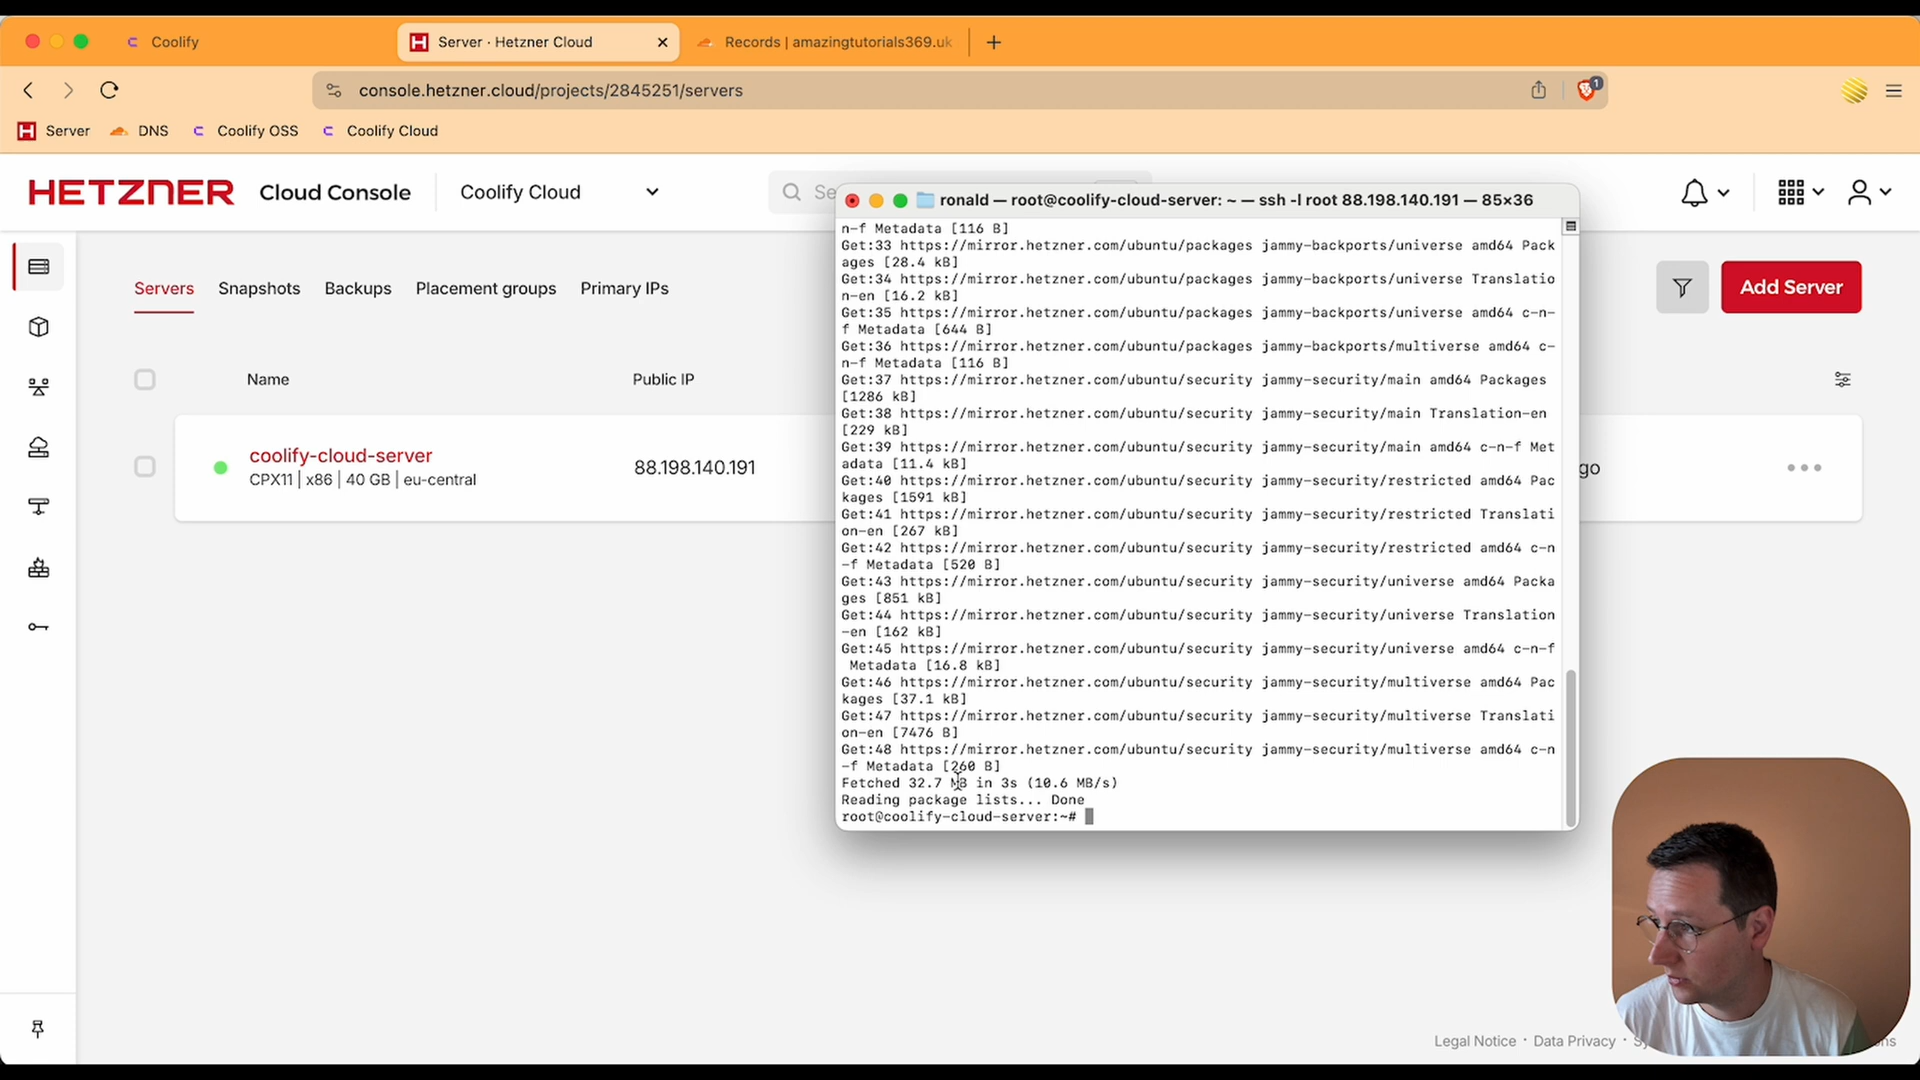 Coolify
Server · Hetzner Cloud
Records | amazingtutorials369.uk
console.hetzner.cloud/projects/2845251/servers
1
Server
DNS
Coolify OSS
Coolify Cloud
HETZNER
Cloud Console
Coolify Cloud
Servers
Snapshots
Backups
Placement groups
Primary IPs
Add Server
Name
Public IP
coolify-cloud-server
CPX11 | x86 | 40 GB | eu-central
88.198.140.191
go
ronald — root@coolify-cloud-server: ~ — ssh -l root 88.198.140.191 — 85×36
n-f Metadata [116 B]
Get:33 https://mirror.hetzner.com/ubuntu/packages jammy-backports/universe amd64 Pack
ages [28.4 kB]
Get:34 https://mirror.hetzner.com/ubuntu/packages jammy-backports/universe Translatio
n-en [16.2 kB]
Get:35 https://mirror.hetzner.com/ubuntu/packages jammy-backports/universe amd64 c-n-
f Metadata [644 B]
Get:36 https://mirror.hetzner.com/ubuntu/packages jammy-backports/multiverse amd64 c-
n-f Metadata [116 B]
Get:37 https://mirror.hetzner.com/ubuntu/security jammy-security/main amd64 Packages
[1286 kB]
Get:38 https://mirror.hetzner.com/ubuntu/security jammy-security/main Translation-en
[229 kB]
Get:39 https://mirror.hetzner.com/ubuntu/security jammy-security/main amd64 c-n-f Met
adata [11.4 kB]
Get:40 https://mirror.hetzner.com/ubuntu/security jammy-security/restricted amd64 Pac
kages [1591 kB]
Get:41 https://mirror.hetzner.com/ubuntu/security jammy-security/restricted Translati
on-en [267 kB]
Get:42 https://mirror.hetzner.com/ubuntu/security jammy-security/restricted amd64 c-n
-f Metadata [520 B]
Get:43 https://mirror.hetzner.com/ubuntu/security jammy-security/universe amd64 Packa
ges [851 kB]
Get:44 https://mirror.hetzner.com/ubuntu/security jammy-security/universe Translation
-en [162 kB]
Get:45 https://mirror.hetzner.com/ubuntu/security jammy-security/universe amd64 c-n-f
Metadata [16.8 kB]
Get:46 https://mirror.hetzner.com/ubuntu/security jammy-security/multiverse amd64 Pac
kages [37.1 kB]
Get:47 https://mirror.hetzner.com/ubuntu/security jammy-security/multiverse Translati
on-en [7476 B]
Get:48 https://mirror.hetzner.com/ubuntu/security jammy-security/multiverse amd64 c-n
-f Metadata [260 B]
Fetched 32.7 MB in 3s (10.6 MB/s)
Reading package lists... Done
root@coolify-cloud-server:~#
Legal Notice · Data Privacy ·